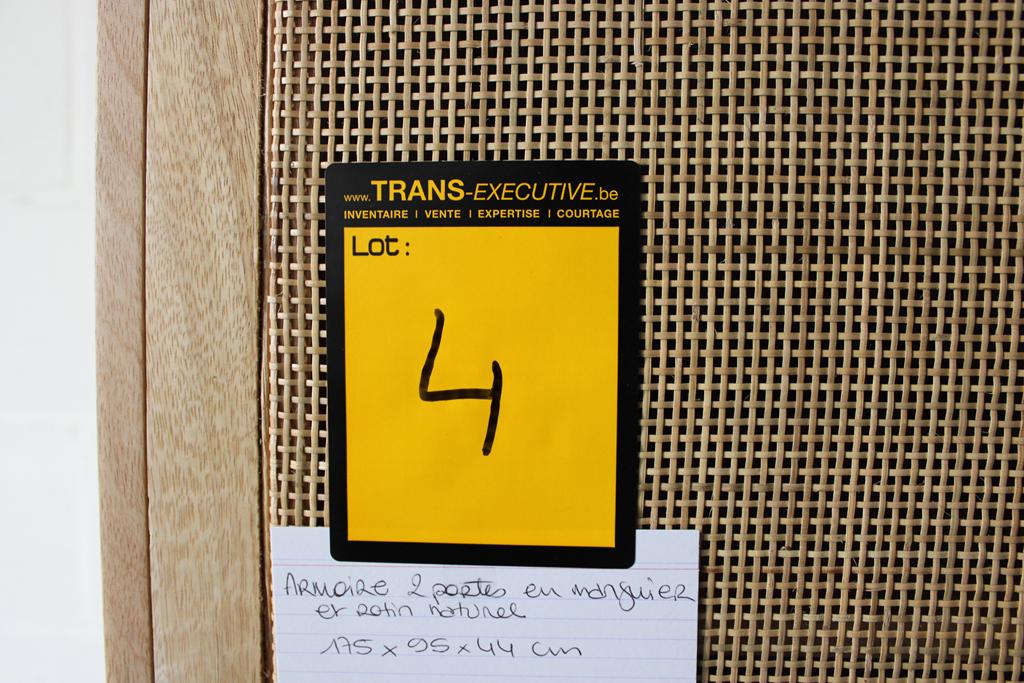 www.TRANS-EXECUTIVE.be
INVENTAIRE | VENTE | EXPERTISE | COURTAGE
Lot:
4
ARMOIRE 2 portes en manguier
et rotin naturel
175 x 95 x 44 cm